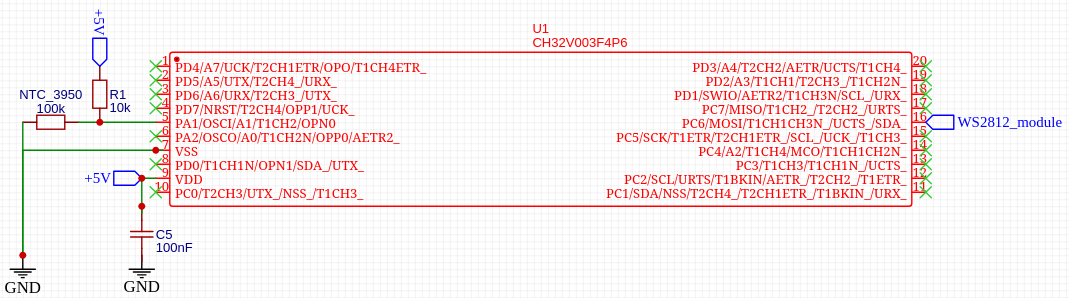 +5V
U1
CH32V003F4P6
NTC_3950
100k
R1
10k
1 PD4/A7/UCK/T2CH1ETR/OPO/T1CH4ETR_
2 PD5/A5/UTX/T2CH4_/URX_
3 PD6/A6/URX/T2CH3_/UTX_
4 PD7/NRST/T2CH4/OPP1/UCK_
5 PA1/OSCI/A1/T1CH2/OPN0
6 PA2/OSCO/A0/T1CH2N/OPP0/AETR2_
7 VSS
8 PD0/T1CH1N/OPN1/SDA_/UTX_
9 VDD
10 PC0/T2CH3/UTX_/NSS_/T1CH3_
PD3/A4/T2CH2/AETR/UCTS/T1CH4_ 20
PD2/A3/T1CH1/T2CH3_/T1CH2N_ 19
PD1/SWIO/AETR2/T1CH3N/SCL_/URX_ 18
PC7/MISO/T1CH2_/T2CH2_/URTS_ 17
PC6/MOSI/T1CH1CH3N_/UCTS_/SDA_ 16
PC5/SCK/T1ETR/T2CH1ETR_/SCL_/UCK_/T1CH3_ 15
PC4/A2/T1CH4/MCO/T1CH1CH2N_ 14
PC3/T1CH3/T1CH1N_/UCTS_ 13
PC2/SCL/URTS/T1BKIN/AETR_/T2CH2_/T1ETR_ 12
PC1/SDA/NSS/T2CH4_/T2CH1ETR_/T1BKIN_/URX_ 11
WS2812_module
+5V
C5
100nF
GND
GND